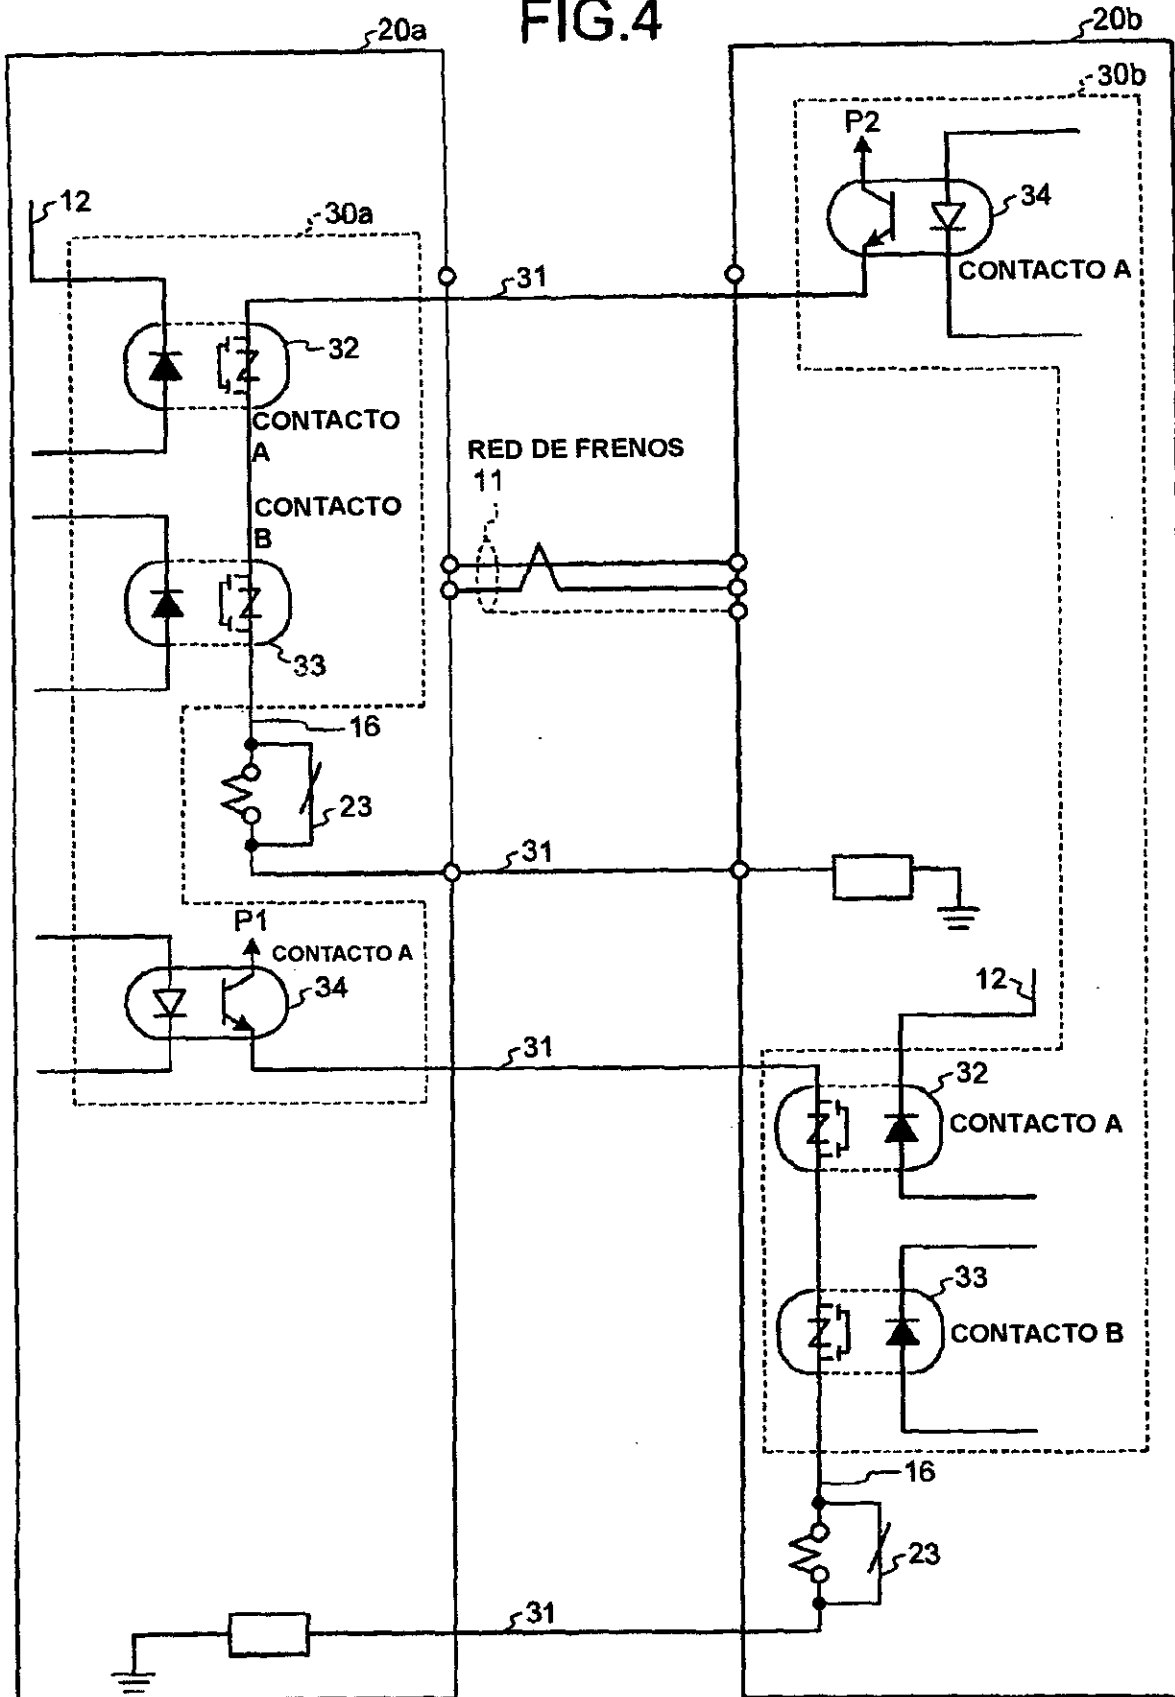 FIG.4
20a
20b
30b
P2
12
30a
34
CONTACTO A
31
32
CONTACTO
A
RED DE FRENOS
11
CONTACTO
B
33
16
23
31
P1
CONTACTO A
34
12
31
32
CONTACTO A
33
CONTACTO B
16
23
31